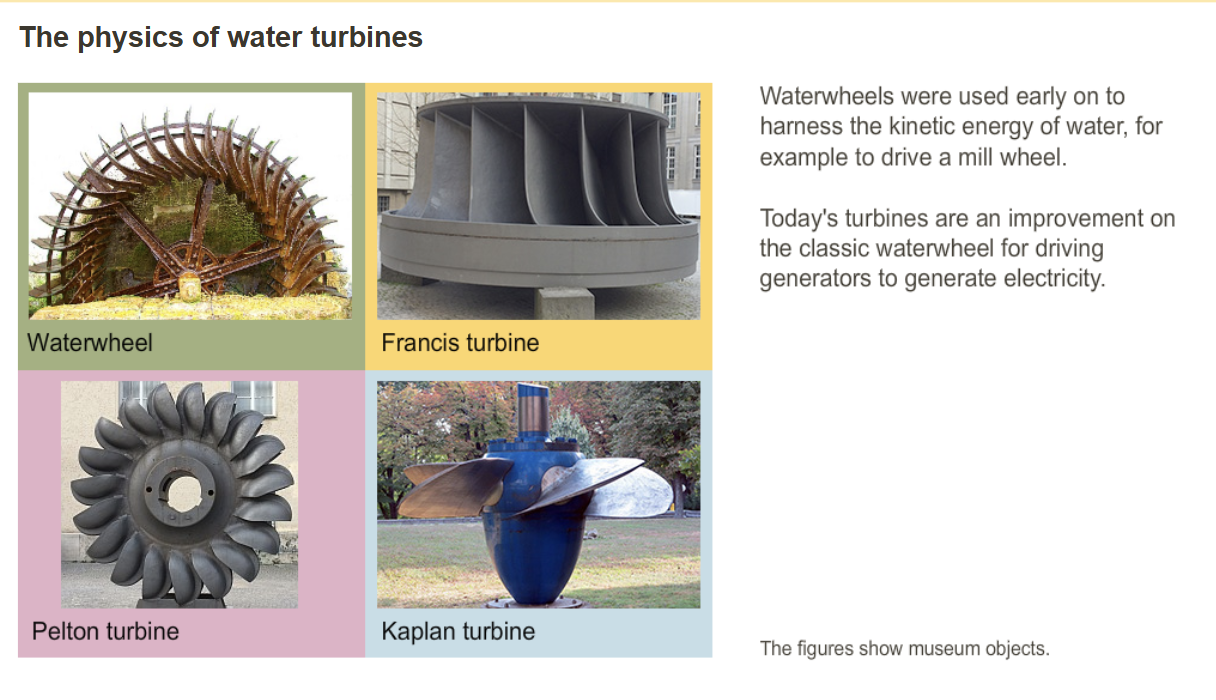 The physics of water turbines
Waterwheel
Francis turbine
Pelton turbine
Kaplan turbine
Waterwheels were used early on to
harness the kinetic energy of water, for
example to drive a mill wheel.
Today's turbines are an improvement on
the classic waterwheel for driving
generators to generate electricity.
The figures show museum objects.